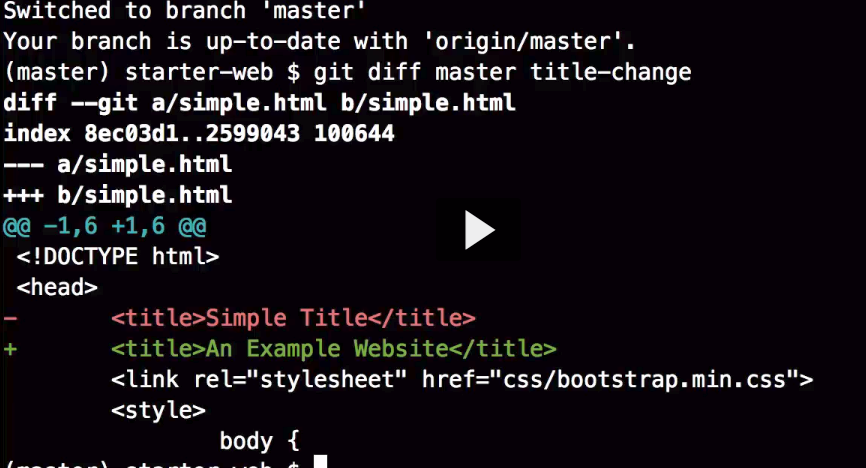 Switched to branch 'master'
Your branch is up-to-date with 'origin/master'.
(master) starter-web $ git diff master title-change
diff --git a/simple.html b/simple.html
index 8ec03d1..2599043 100644
--- a/simple.html
+++ b/simple.html
@@ -1,6 +1,6 @@
 <!DOCTYPE html>
 <head>
-       <title>Simple Title</title>
+       <title>An Example Website</title>
        <link rel="stylesheet" href="css/bootstrap.min.css">
        <style>
                body {
(master) starter-web $